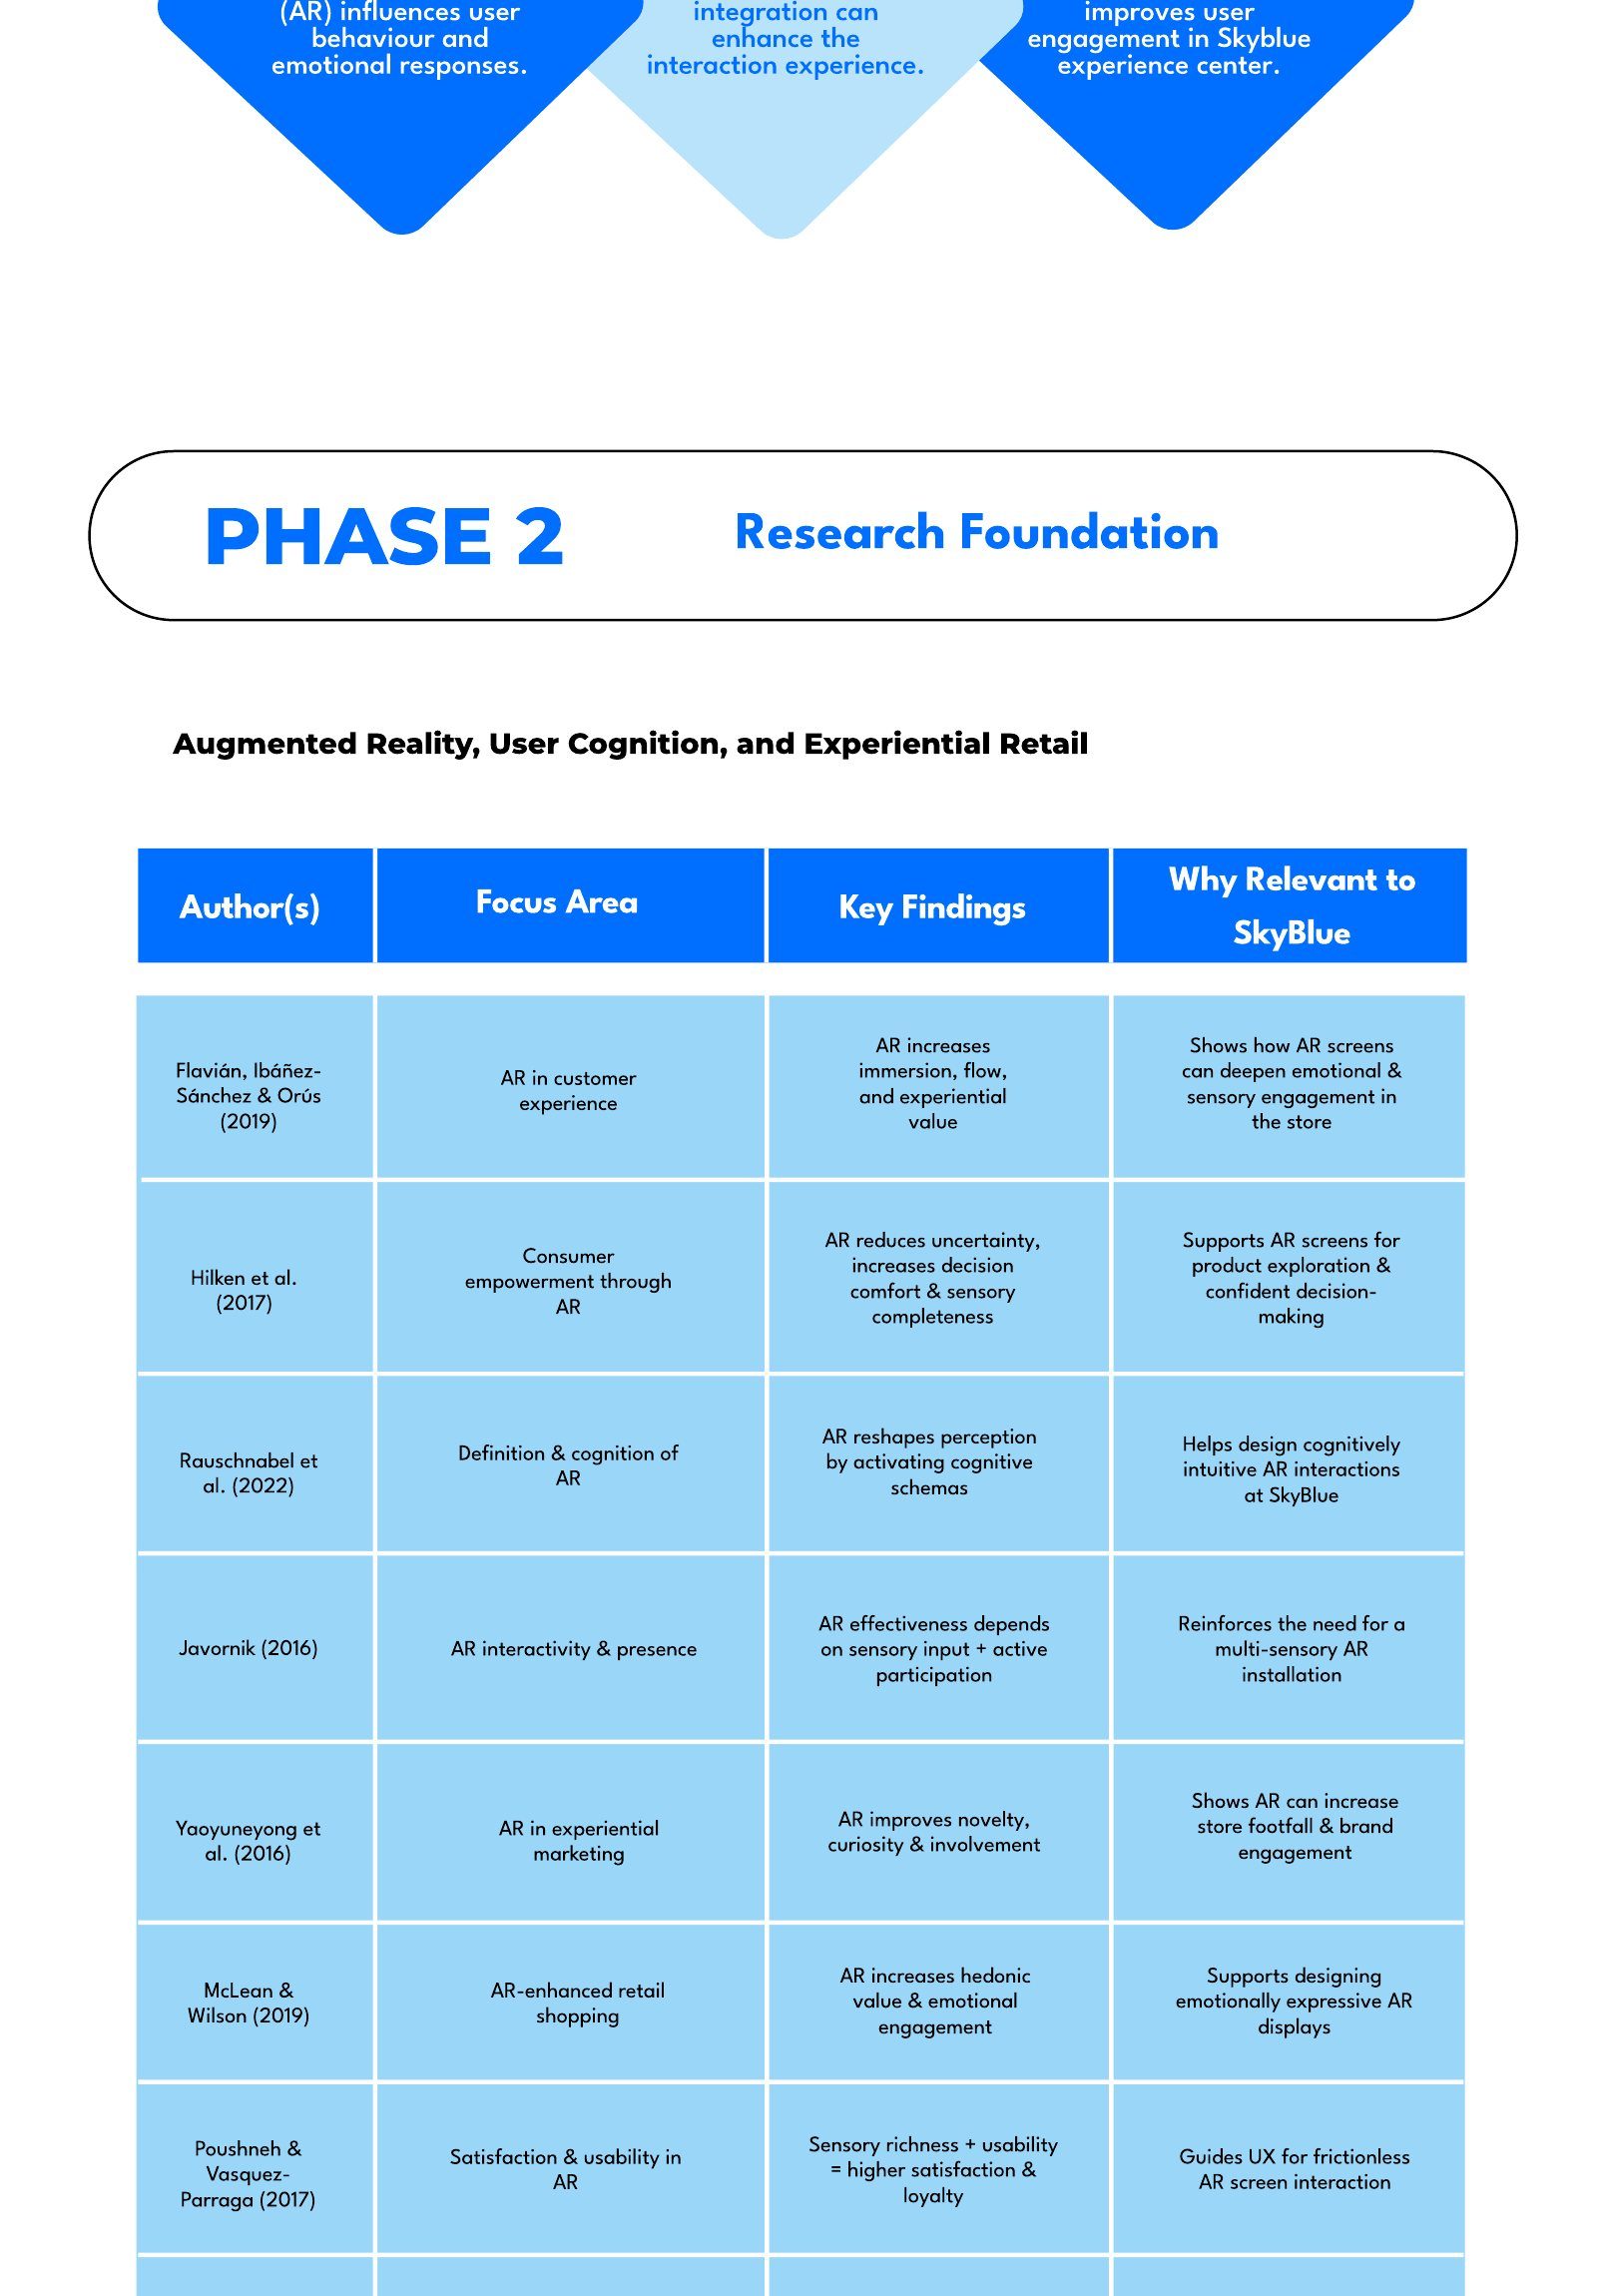 (AR) influences user
behaviour and
emotional responses.
integration can
enhance the
interaction experience.
improves user
engagement in Skyblue
experience center.
PHASE 2
Research Foundation
Augmented Reality, User Cognition, and Experiential Retail
Author(s)
Focus Area
Key Findings
Why Relevant to
SkyBlue
Flavián, Ibáñez-
Sánchez & Orús
(2019)
AR in customer
experience
AR increases
immersion, flow,
and experiential
value
Shows how AR screens
can deepen emotional &
sensory engagement in
the store
Hilken et al.
(2017)
Consumer
empowerment through
AR
AR reduces uncertainty,
increases decision
comfort & sensory
completeness
Supports AR screens for
product exploration &
confident decision-
making
Rauschnabel et
al. (2022)
Definition & cognition of
AR
AR reshapes perception
by activating cognitive
schemas
Helps design cognitively
intuitive AR interactions
at SkyBlue
Javornik (2016)
AR interactivity & presence
AR effectiveness depends
on sensory input + active
participation
Reinforces the need for a
multi-sensory AR
installation
Yaoyuneyong et
al. (2016)
AR in experiential
marketing
AR improves novelty,
curiosity & involvement
Shows AR can increase
store footfall & brand
engagement
McLean &
Wilson (2019)
AR-enhanced retail
shopping
AR increases hedonic
value & emotional
engagement
Supports designing
emotionally expressive AR
displays
Poushneh &
Vasquez-
Parraga (2017)
Satisfaction & usability in
AR
Sensory richness + usability
= higher satisfaction &
loyalty
Guides UX for frictionless
AR screen interaction